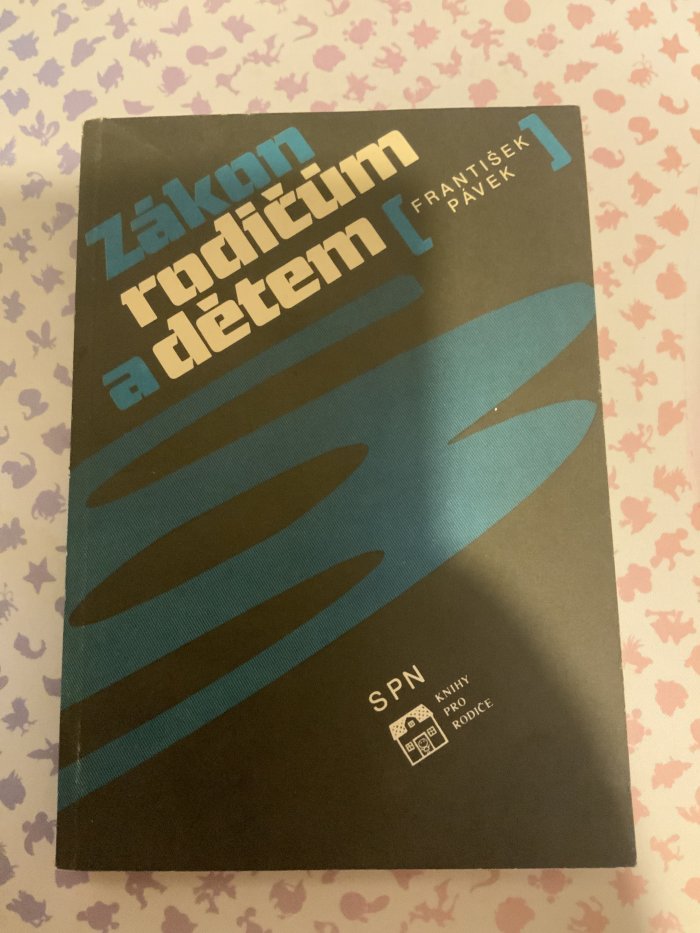 Zákon
rodičům
a dětem
[ FRANTIŠEK
PÁVEK ]
SPN
KNIHY
PRO
RODIČE